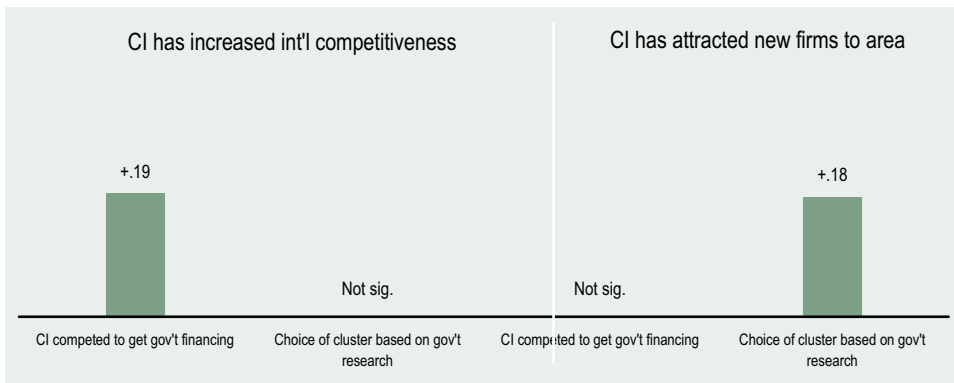 CI has increased int'l competitiveness
+.19
Not sig.
CI competed to get gov't financing
Choice of cluster based on gov't
research
CI has attracted new firms to area
Not sig.
+.18
CI competed to get gov't financing
Choice of cluster based on gov't
research